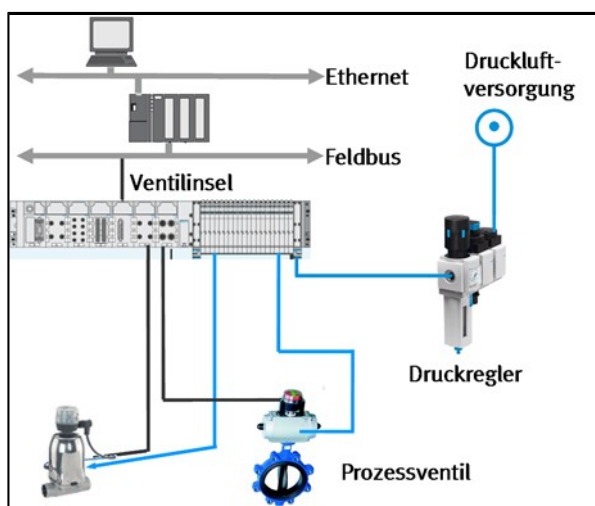 Druckluft-
versorgung
Ethernet
Feldbus
Ventilinsel
Druckregler
Prozessventil